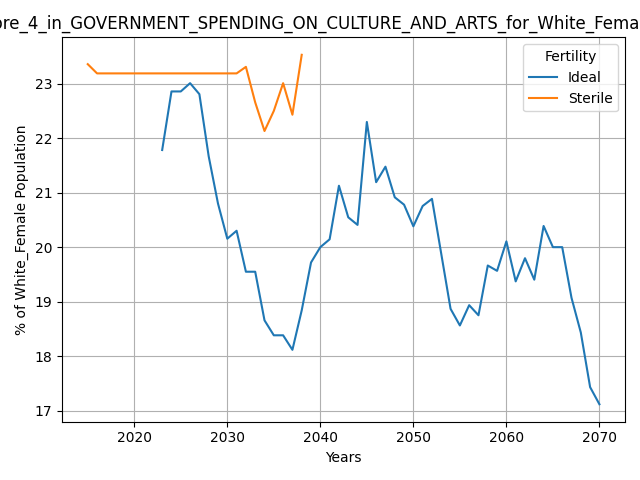 ore_4_in_GOVERNMENT_SPENDING_ON_CULTURE_AND_ARTS_for_White_Fema
Fertility
Ideal
Sterile
% of White_Female Population
23
22
21
20
19
18
17
2020 2030 2040 2050 2060 2070
Years